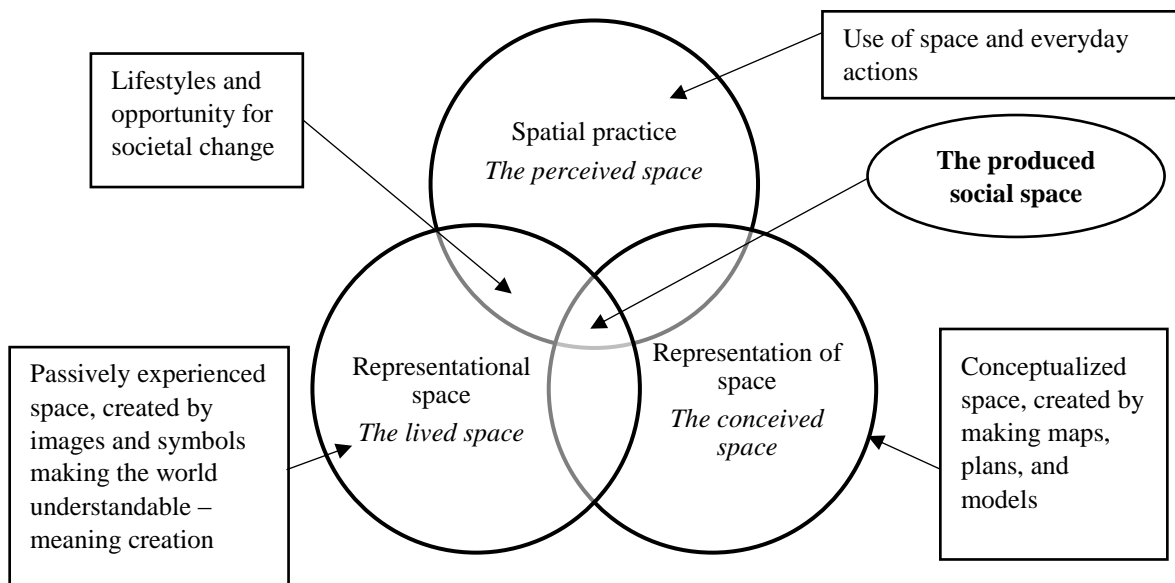 Lifestyles and
opportunity for
societal change
Use of space and everyday
actions
Spatial practice
The perceived space
The produced
social space
Representational
space
The lived space
Representation of
space
The conceived
space
Passively experienced
space, created by
images and symbols
making the world
understandable –
meaning creation
Conceptualized
space, created by
making maps,
plans, and
models